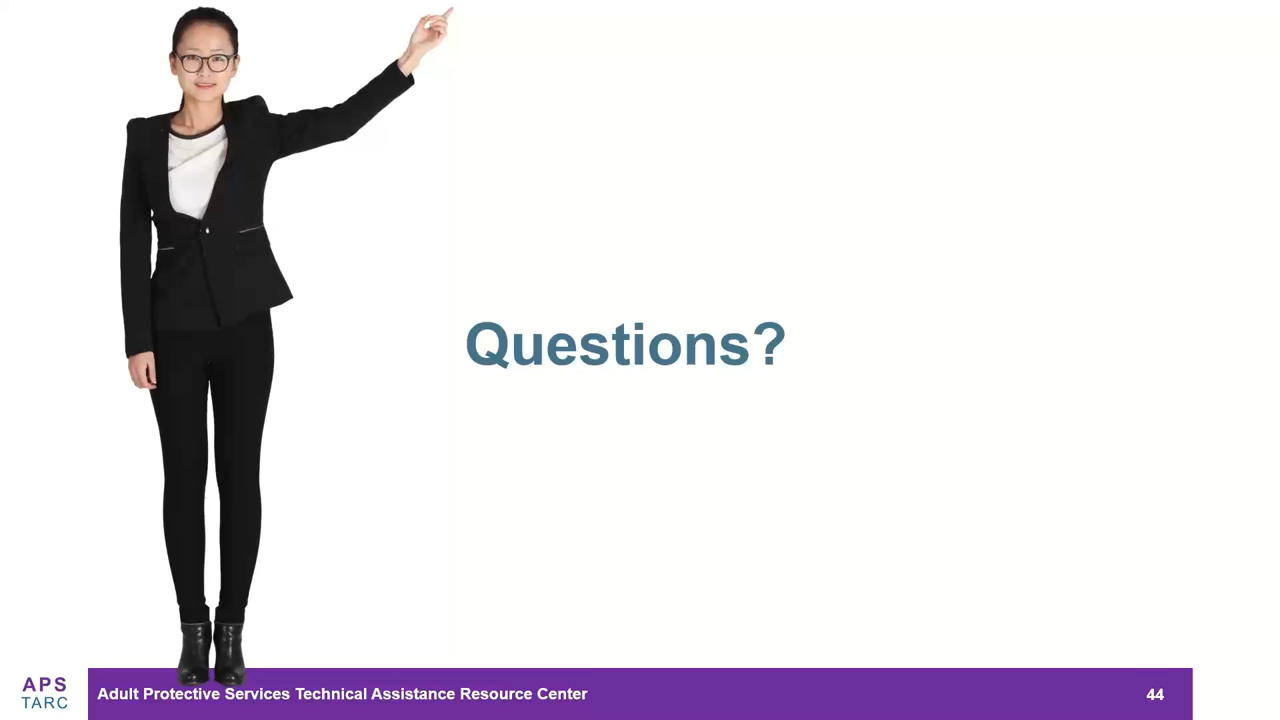 Questions?
APS
TARC
Adult Protective Services Technical Assistance Resource Center
44